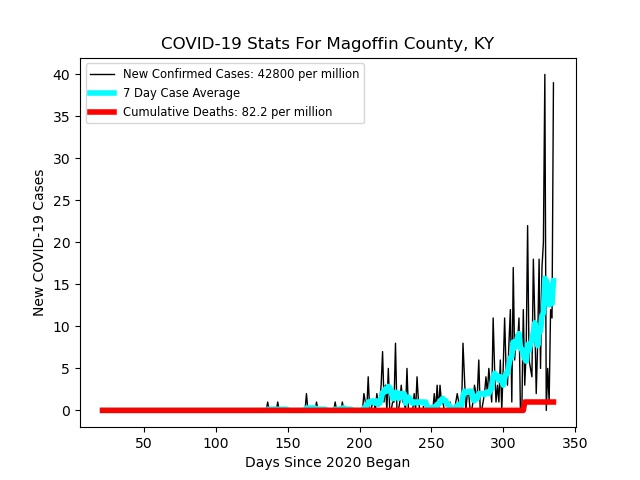 COVID-19 Stats For Magoffin County, KY
New Confirmed Cases: 42800 per million
7 Day Case Average
Cumulative Deaths: 82.2 per million
40
35
30
25
20
15
10
5
0
New COVID-19 Cases
50 100 150 200 250 300 350
Days Since 2020 Began